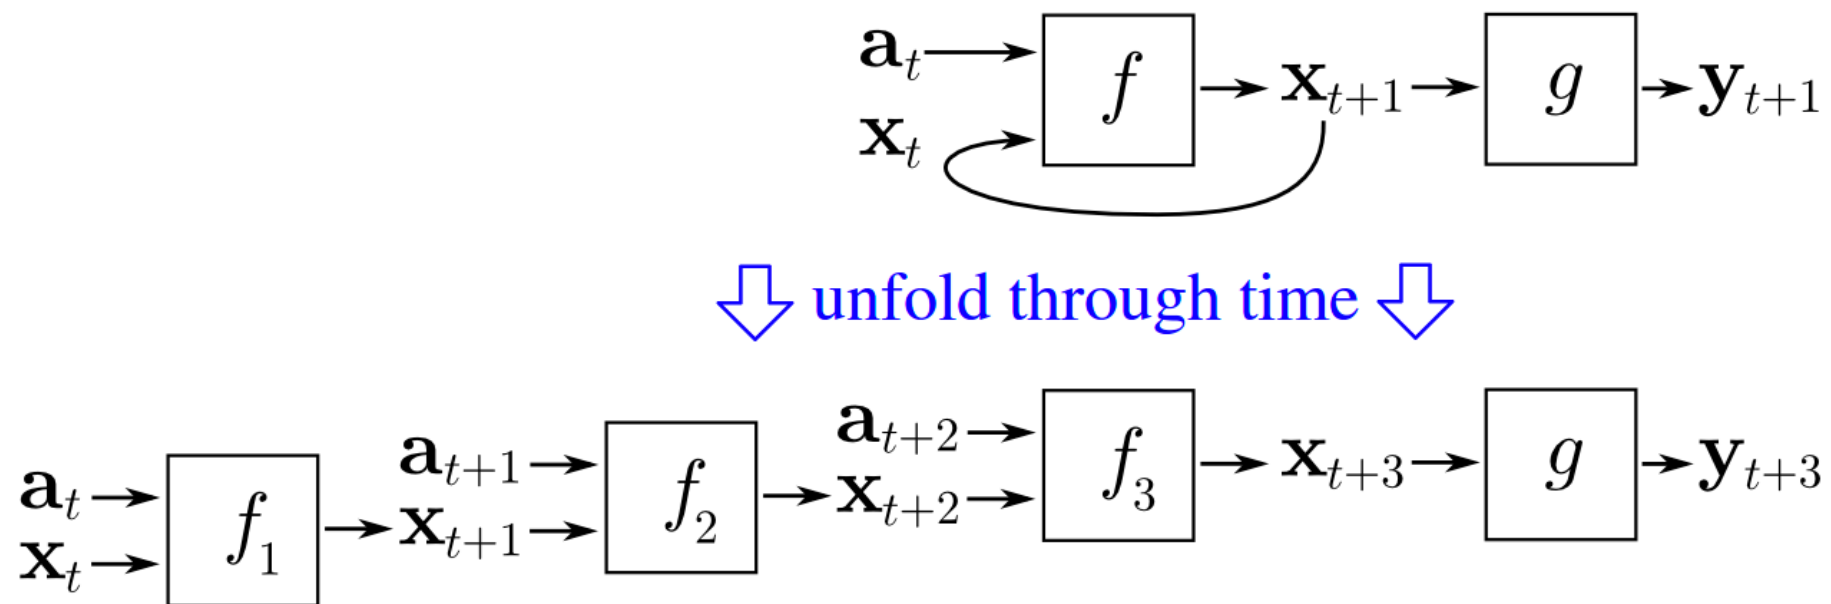 a_t f x_{t+1} g y_{t+1}
x_t
unfold through time
a_t f_1 a_{t+1} f_2 a_{t+2} f_3 x_{t+3} g y_{t+3}
x_t x_{t+1} x_{t+2}